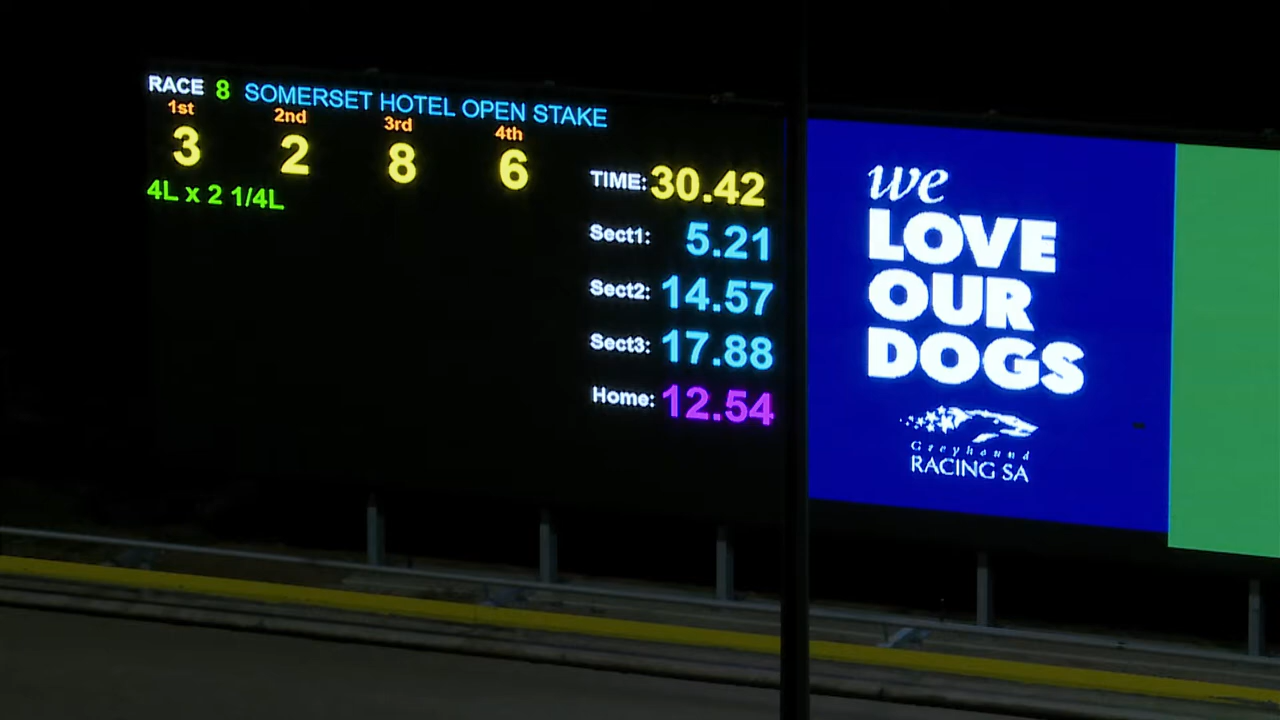 RACE 8 SOMERSET HOTEL OPEN STAKE
1st 2nd 3rd 4th
3 2 8 6
4L x 2 1/4L
TIME: 30.42
Sect1: 5.21
Sect2: 14.57
Sect3: 17.88
Home: 12.54
we
LOVE
OUR
DOGS
Greyhound
RACING SA